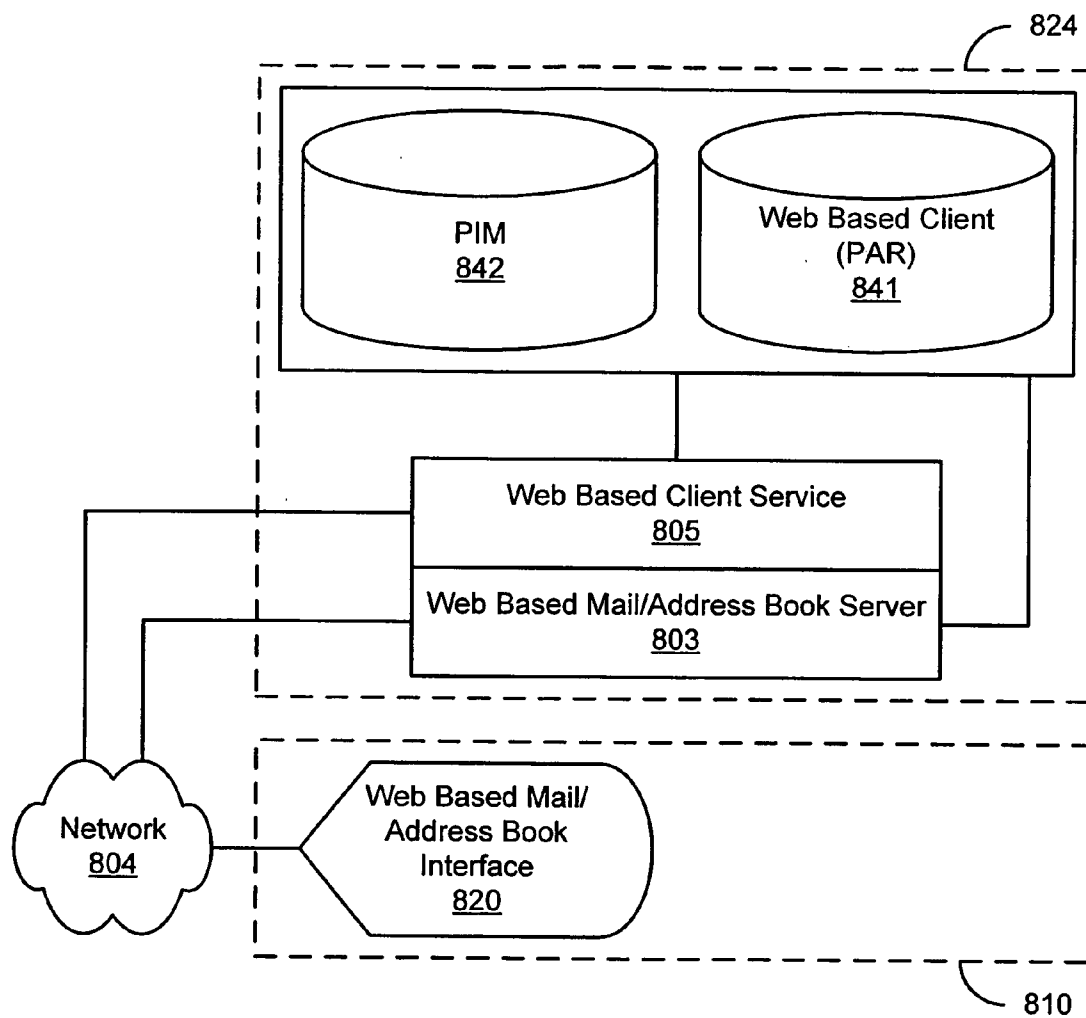 824
PIM
842
Web Based Client
(PAR)
841
Web Based Client Service
805
Web Based Mail/Address Book Server
803
Network
804
Web Based Mail/
Address Book
Interface
820
810